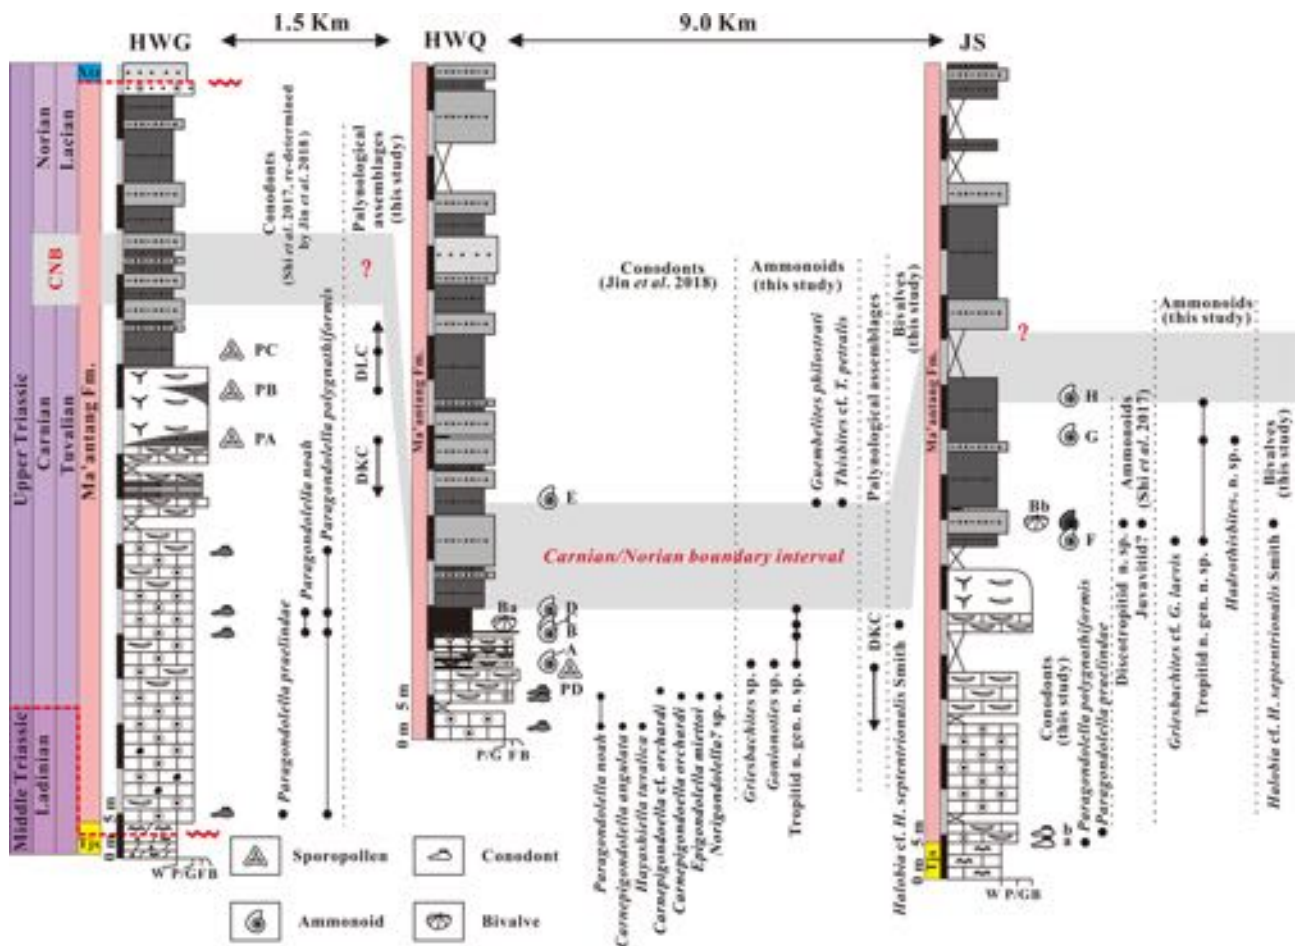 1.5 Km
9.0 Km
HWG
HWQ
JS
Norian
Lacian
CNB
Upper Triassic
Carnian
Tuvalian
Ma'antang Fm.
Middle Triassic
Ladinian
Conodonts
(Shi et al. 2017, re-determined
by Jin et al. 2018)
Palynological
assemblages
(this study)
?
PC
PB
PA
DLC
DKC
Paragondolella praelindae
Paragondolella noah
Paragondolella polygnathiformis
5 m
0 m
W P/GFB
Ma'antang Fm.
Conodonts
(Jin et al. 2018)
Ammonoids
(this study)
Palynological assemblages
Bivalves
(this study)
Guembelites philostrati
Thisbites cf. T. petralis
E
Carnian/Norian boundary interval
Ba
D
B
A
PD
5 m
0 m
P/G FB
Paragondolella noah
Carnepigondolella angulata
Hayashiella tuvalica
Carnepigondoella cf. orchardi
Carnepigondoella orchardi
Epigondolella miettoi
Norigondolella? sp.
Griesbachites sp.
Gonionotites sp.
Tropitid n. gen. n. sp.
DKC
Halobia cf. H. septentrionalis Smith
Ma'antang Fm.
Tjs
?
Ammonoids
(this study)
H
G
Bb
F
Conodonts
(this study)
b
a
Paragondolella polygnathiformis
Paragondolella praelindae
Ammonoids
(Shi et al. 2017)
Discotropitid n. sp.
Juvavitid?
Griesbachites cf. G. laevis
Tropitid n. gen. n. sp.
Hadrothisbites. n. sp.
Bivalves
(this study)
Halobia cf. H. septentrionalis Smith
5 m
0 m
W P/GB
Sporopollen
Conodont
Ammonoid
Bivalve